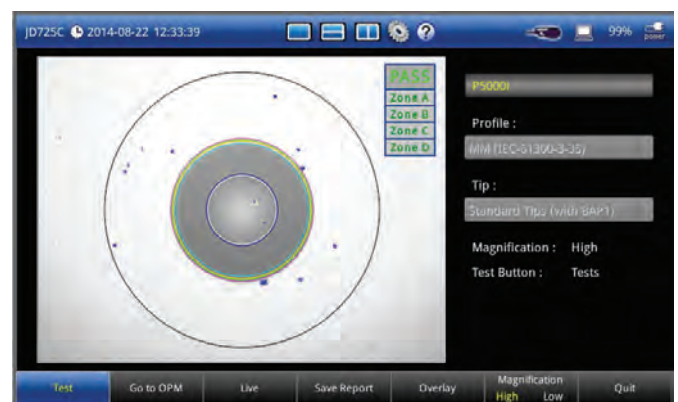 JD725C 2014-08-22 12:33:39
?
99%
power
PASS
Zone A
Zone B
Zone C
Zone D
P5000i
Profile :
MM (IEC-61300-3-35)
Tip :
Standard Tips (with BAP1)
Magnification : High
Test Button : Tests
Test
Go to OPM
Live
Save Report
Overlay
Magnification
High Low
Quit